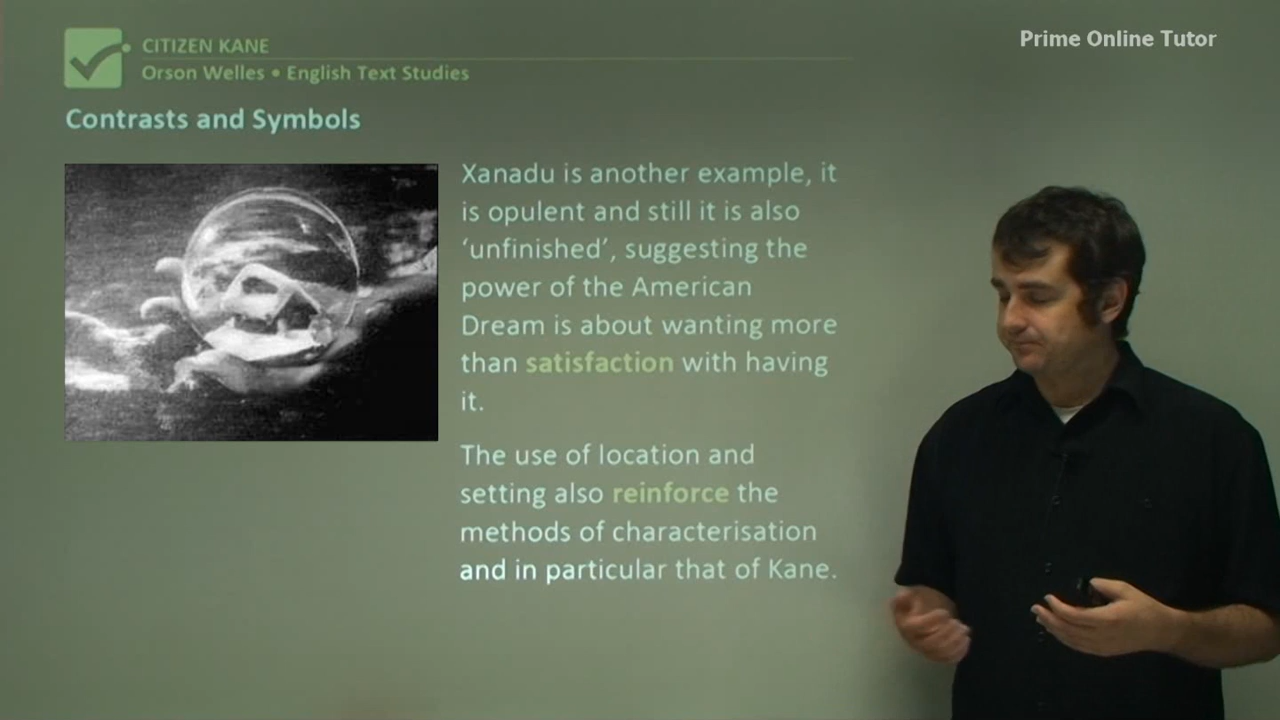 CITIZEN KANE
Orson Welles • English Text Studies
Prime Online Tutor
Contrasts and Symbols
Xanadu is another example, it
is opulent and still it is also
‘unfinished’, suggesting the
power of the American
Dream is about wanting more
than satisfaction with having
it.
The use of location and
setting also reinforce the
methods of characterisation
and in particular that of Kane.